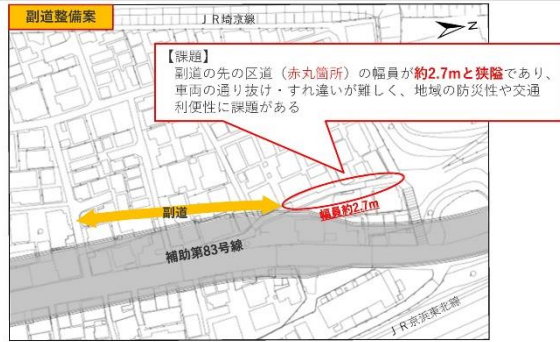 副道整備案
ＪＲ埼京線
Z
【課題】
副道の先の区道（赤丸箇所）の幅員が約2.7mと狭隘であり、
車両の通り抜け・すれ違いが難しく、地域の防災性や交通
利便性に課題がある
副道
幅員約2.7m
補助第83号線
ＪＲ京浜東北線